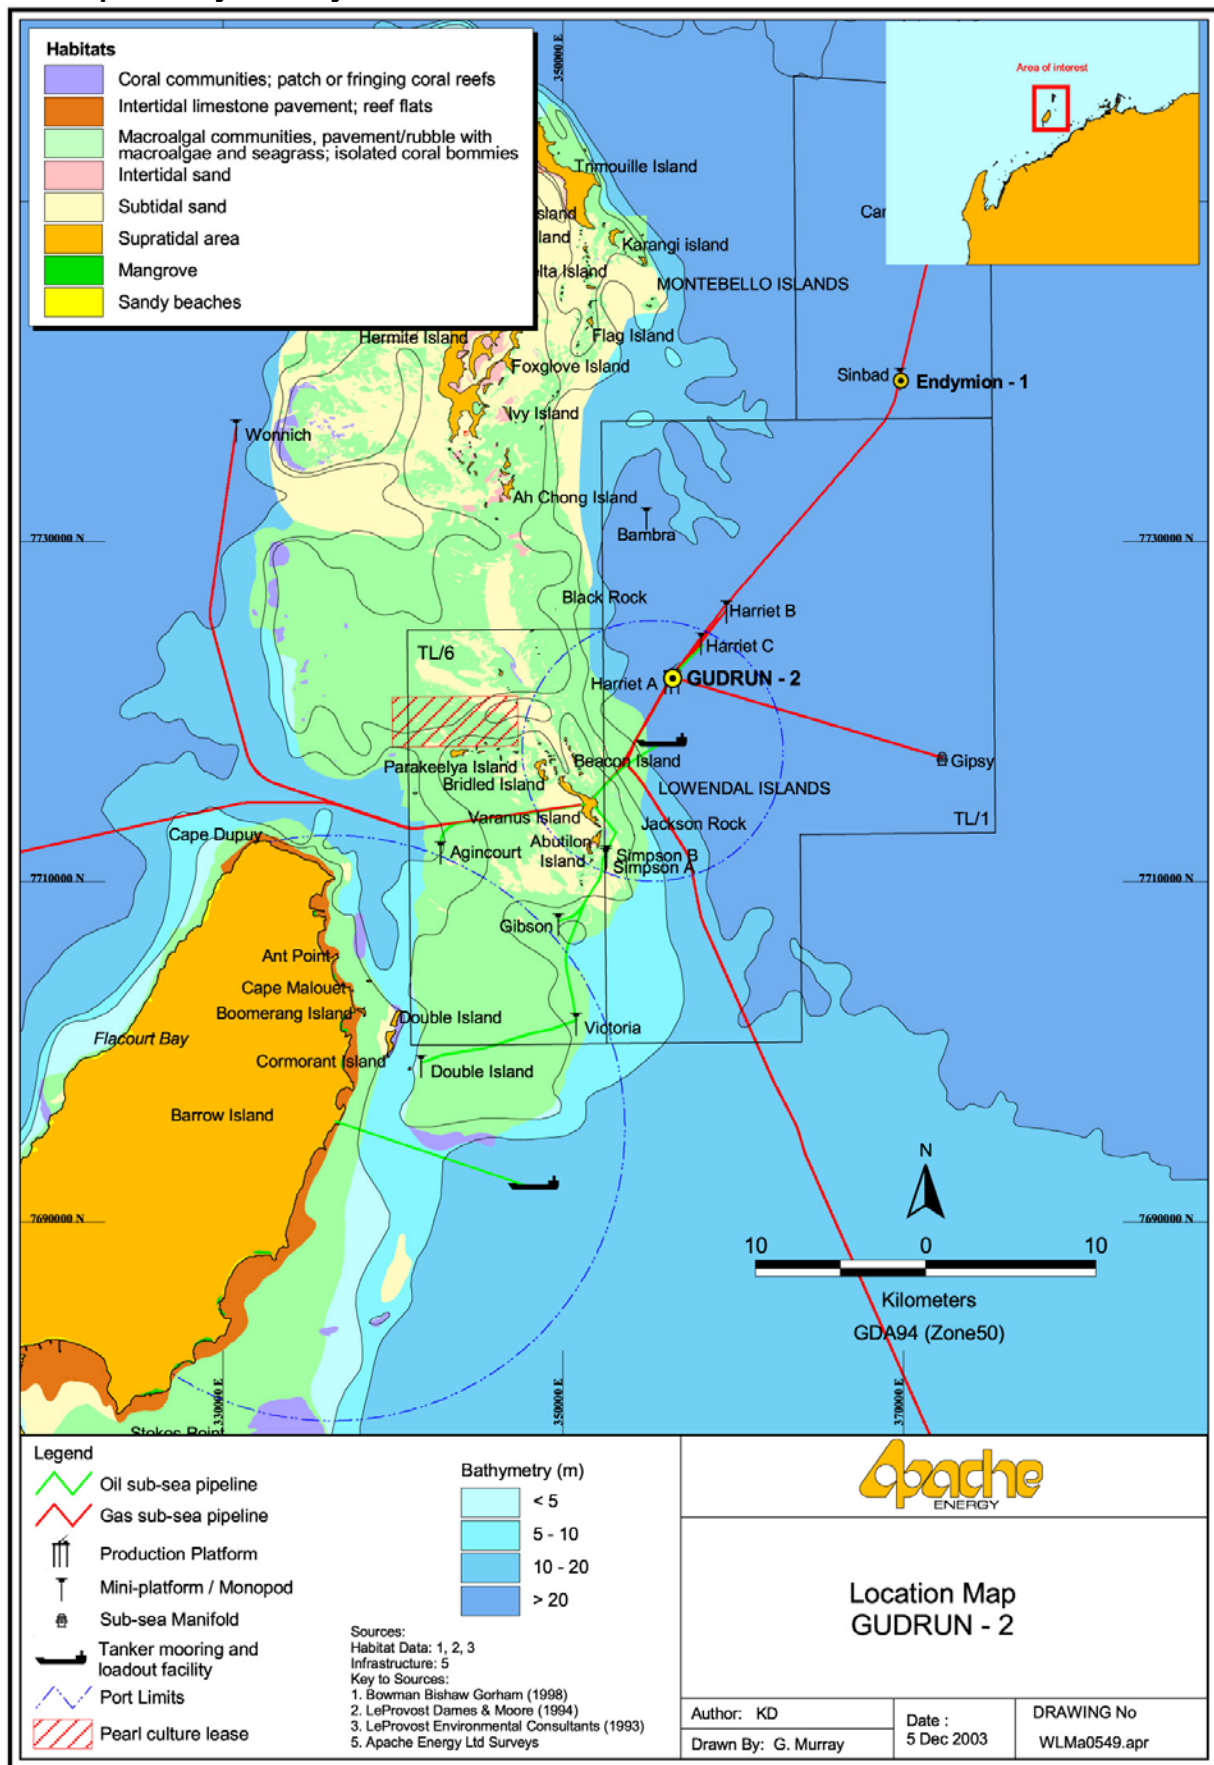 Habitats
Coral communities; patch or fringing coral reefs
Intertidal limestone pavement; reef flats
Macroalgal communities, pavement/rubble with
macroalgae and seagrass; isolated coral bommies
Intertidal sand
Subtidal sand
Supratidal area
Mangrove
Sandy beaches
350000 E
Area of interest
Trimouille Island
Karangi island
MONTEBELLO ISLANDS
Flag Island
Hermite Island
Foxglove Island
Sinbad
Endymion - 1
Ivy Island
Wonnich
Ah Chong Island
Bambra
7730000 N
7730000 N
Black Rock
Harriet B
Harriet C
TL/6
Harriet A
GUDRUN - 2
Beacon Island
Gipsy
Parakeelya Island
Bridled Island
LOWENDAL ISLANDS
Varanus Island
Jackson Rock
TL/1
Cape Dupuy
Abutilon
Island
Agincourt
Simpson B
Simpson A
7710000 N
7710000 N
Gibson
Ant Point
Cape Malouet
Boomerang Island
Double Island
Victoria
Flacourt Bay
Cormorant Island
Double Island
Barrow Island
N
7690000 N
7690000 N
10 0 10
Kilometers
GDA94 (Zone50)
330000 E
350000 E
370000 E
Stokes Point
Legend
Oil sub-sea pipeline
Gas sub-sea pipeline
Production Platform
Mini-platform / Monopod
Sub-sea Manifold
Tanker mooring and
loadout facility
Port Limits
Pearl culture lease
Bathymetry (m)
< 5
5 - 10
10 - 20
> 20
Sources:
Habitat Data: 1, 2, 3
Infrastructure: 5
Key to Sources:
1. Bowman Bishaw Gorham (1998)
2. LeProvost Dames & Moore (1994)
3. LeProvost Environmental Consultants (1993)
5. Apache Energy Ltd Surveys
Apache
ENERGY
Location Map
GUDRUN - 2
Author: KD
Drawn By: G. Murray
Date :
5 Dec 2003
DRAWING No
WLMa0549.apr